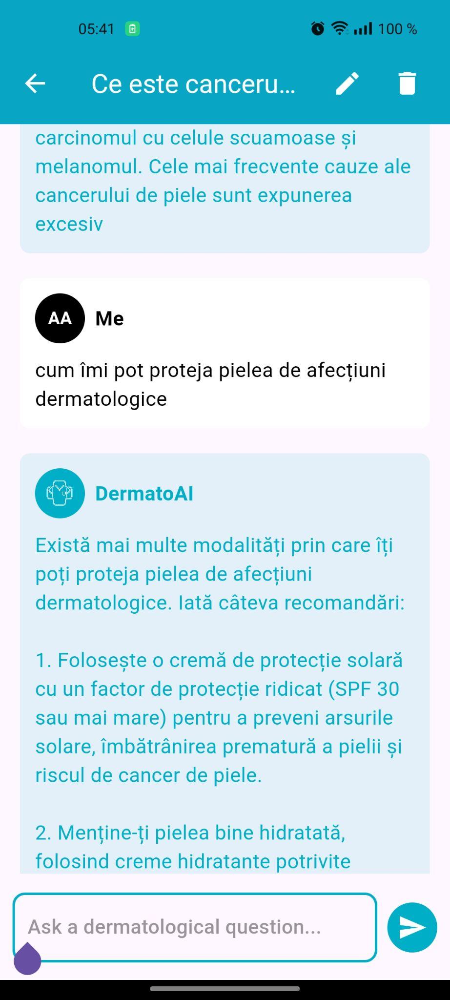 05:41
100 %
Ce este canceru...
carcinomul cu celule scuamoase și
melanomul. Cele mai frecvente cauze ale
cancerului de piele sunt expunerea
excesiv
AA Me
cum îmi pot proteja pielea de afecțiuni
dermatologice
DermatoAI
Există mai multe modalități prin care îți
poți proteja pielea de afecțiuni
dermatologice. Iată câteva recomandări:
1. Folosește o cremă de protecție solară
cu un factor de protecție ridicat (SPF 30
sau mai mare) pentru a preveni arsurile
solare, îmbătrânirea prematură a pielii și
riscul de cancer de piele.
2. Menține-ți pielea bine hidratată,
folosind creme hidratante potrivite
Ask a dermatological question...